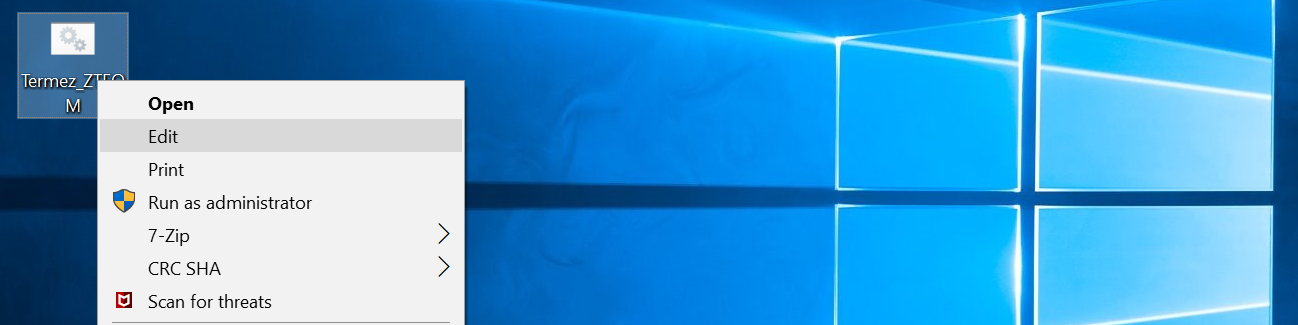 Termez_ZTEO
M
Open
Edit
Print
Run as administrator
7-Zip
CRC SHA
Scan for threats